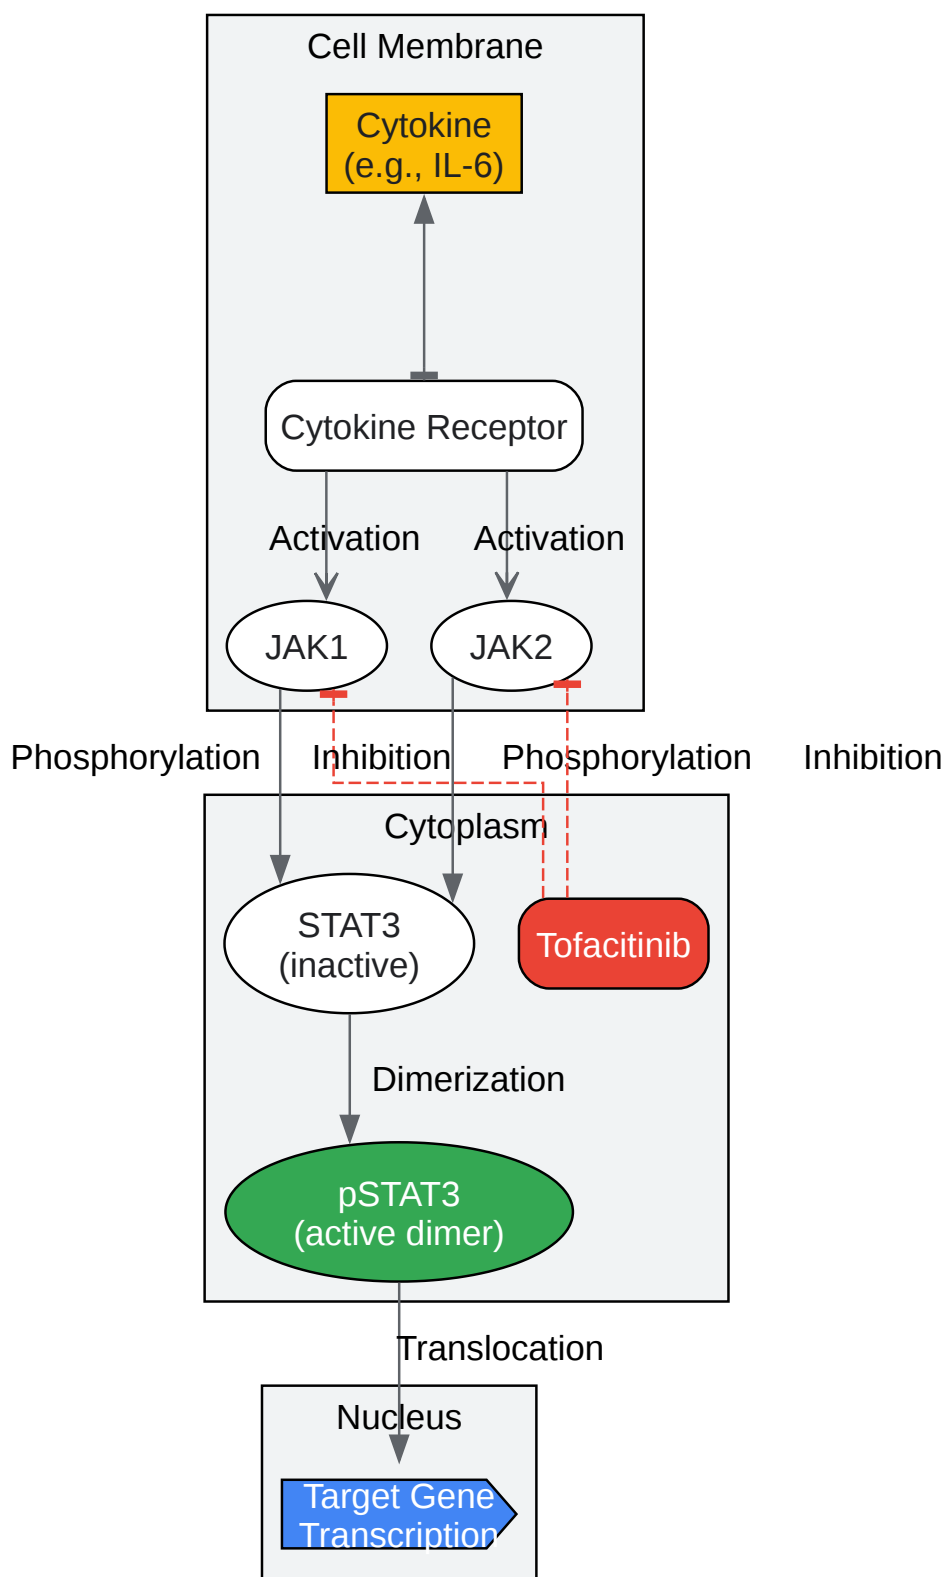 Cell Membrane
Cytokine
(e.g., IL-6)
Cytokine Receptor
Activation
Activation
JAK1
JAK2
Phosphorylation
Inhibition
Phosphorylation
Inhibition
Cytoplasm
STAT3
(inactive)
Tofacitinib
Dimerization
pSTAT3
(active dimer)
Translocation
Nucleus
Target Gene
Transcription